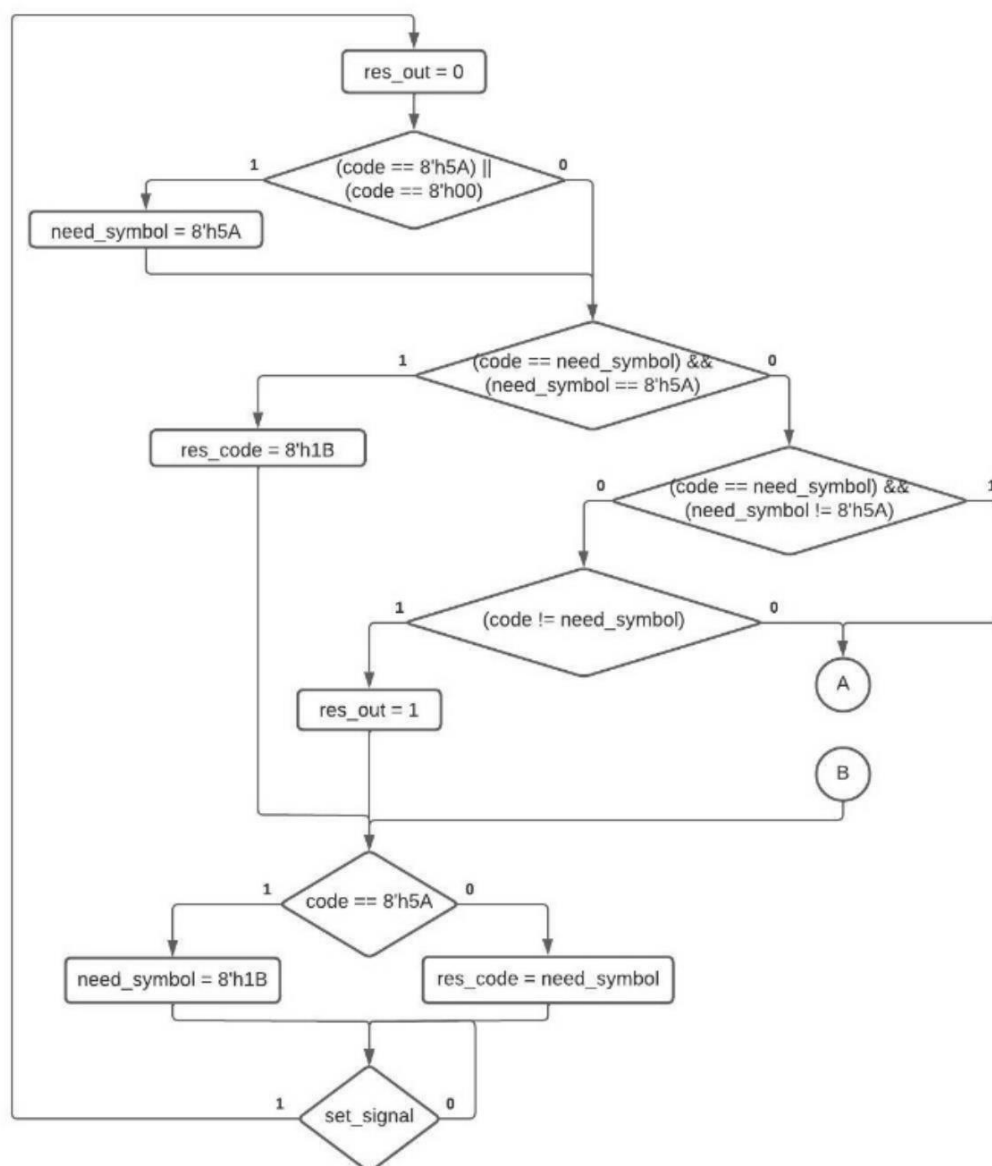 res_out = 0
1
(code == 8'h5A) ||
(code == 8'h00)
0
need_symbol = 8'h5A
1
(code == need_symbol) &&
(need_symbol == 8'h5A)
0
res_code = 8'h1B
0
(code == need_symbol) &&
(need_symbol != 8'h5A)
1
1
(code != need_symbol)
0
res_out = 1
A
B
1
code == 8'h5A
0
need_symbol = 8'h1B
res_code = need_symbol
1
set_signal
0